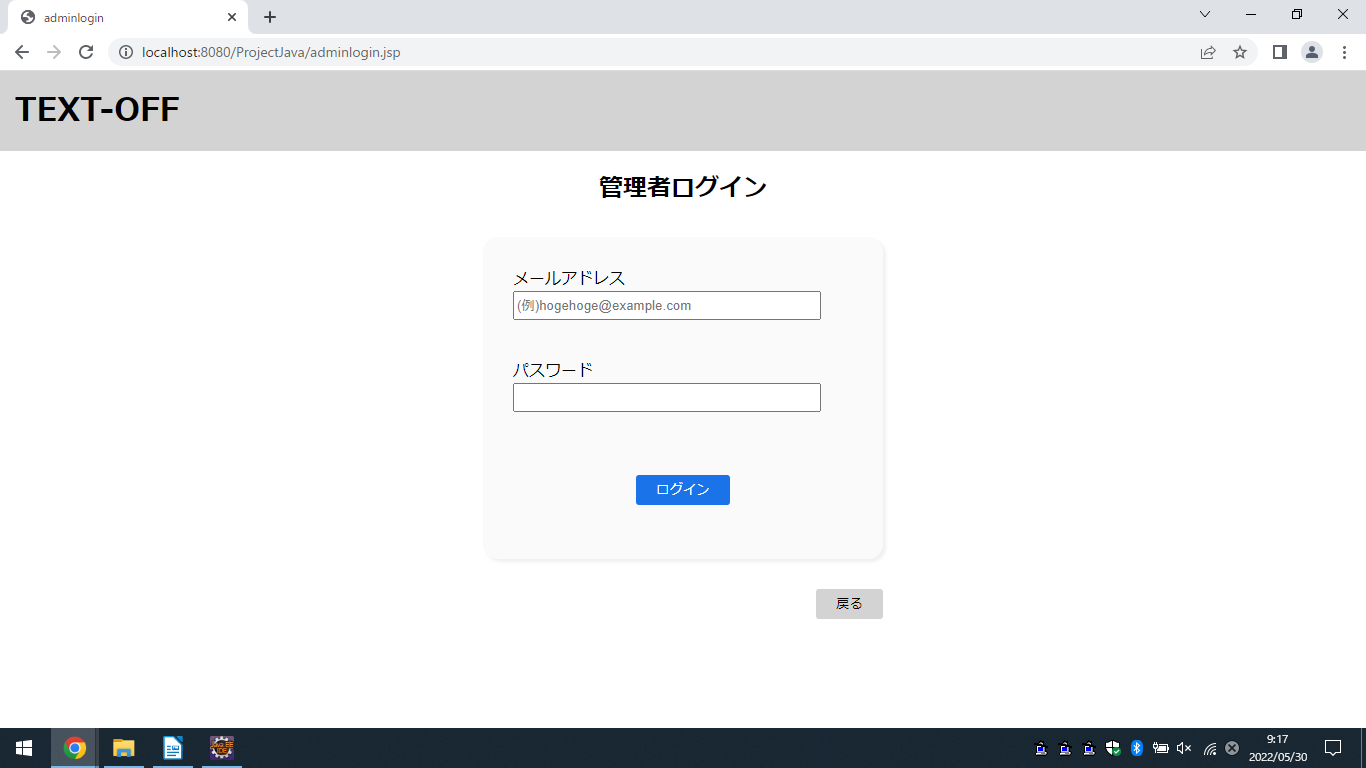 adminlogin
localhost:8080/ProjectJava/adminlogin.jsp
TEXT-OFF
管理者ログイン
メールアドレス
(例)hogehoge@example.com
パスワード
ログイン
戻る
9:17
2022/05/30